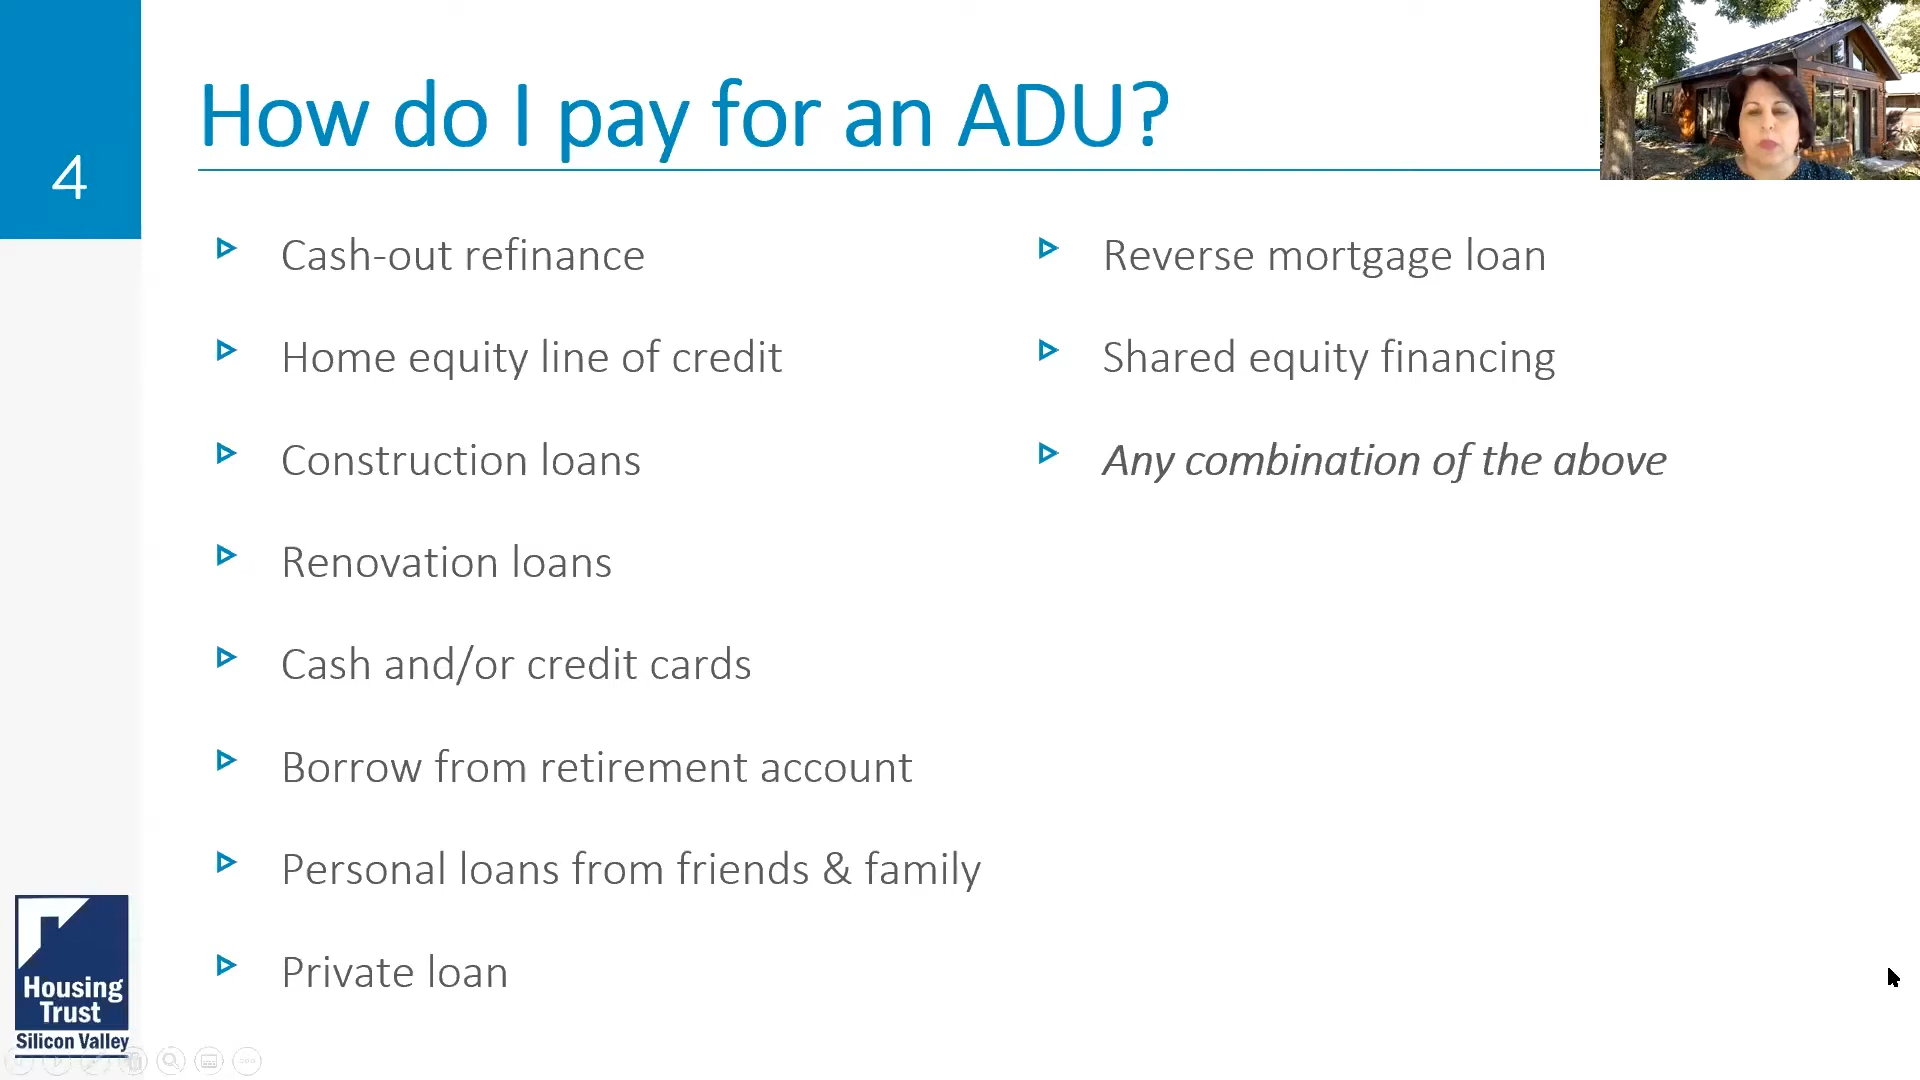 4
How do I pay for an ADU?
Cash-out refinance
Home equity line of credit
Construction loans
Renovation loans
Cash and/or credit cards
Borrow from retirement account
Personal loans from friends & family
Private loan
Reverse mortgage loan
Shared equity financing
Any combination of the above
Housing
Trust
Silicon Valley